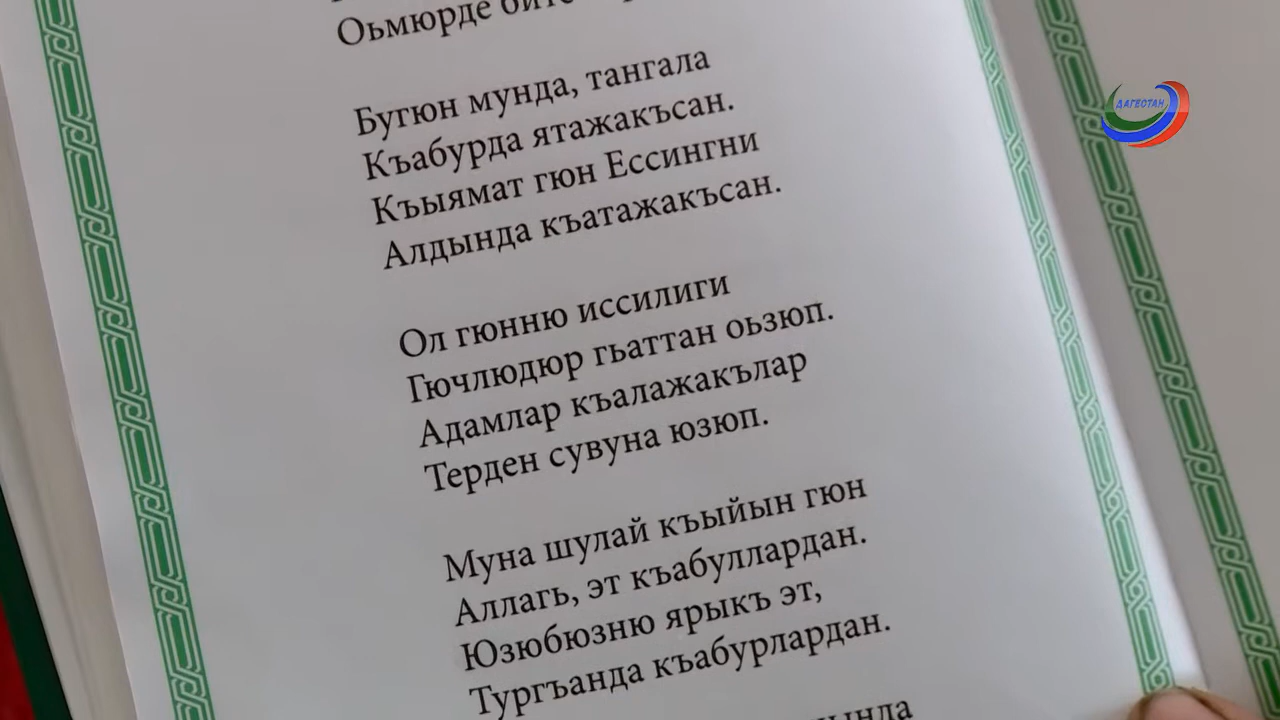 Оьмюрде
Бугюн мунда, тангала
Къабурда ятажакъсан.
Къыямат гюн Ессингни
Алдында къатажакъсан.
Ол гюнню иссилиги
Гючлюдюр гьаттан оьзюп.
Адамлар къалажакълар
Терден сувуна юзюп.
Муна шулай къыйын гюн
Аллагь, эт къабуллардан.
Юзюбюзню ярыкъ эт,
Тургъанда къабурлардан.
ДАГЕСТАН